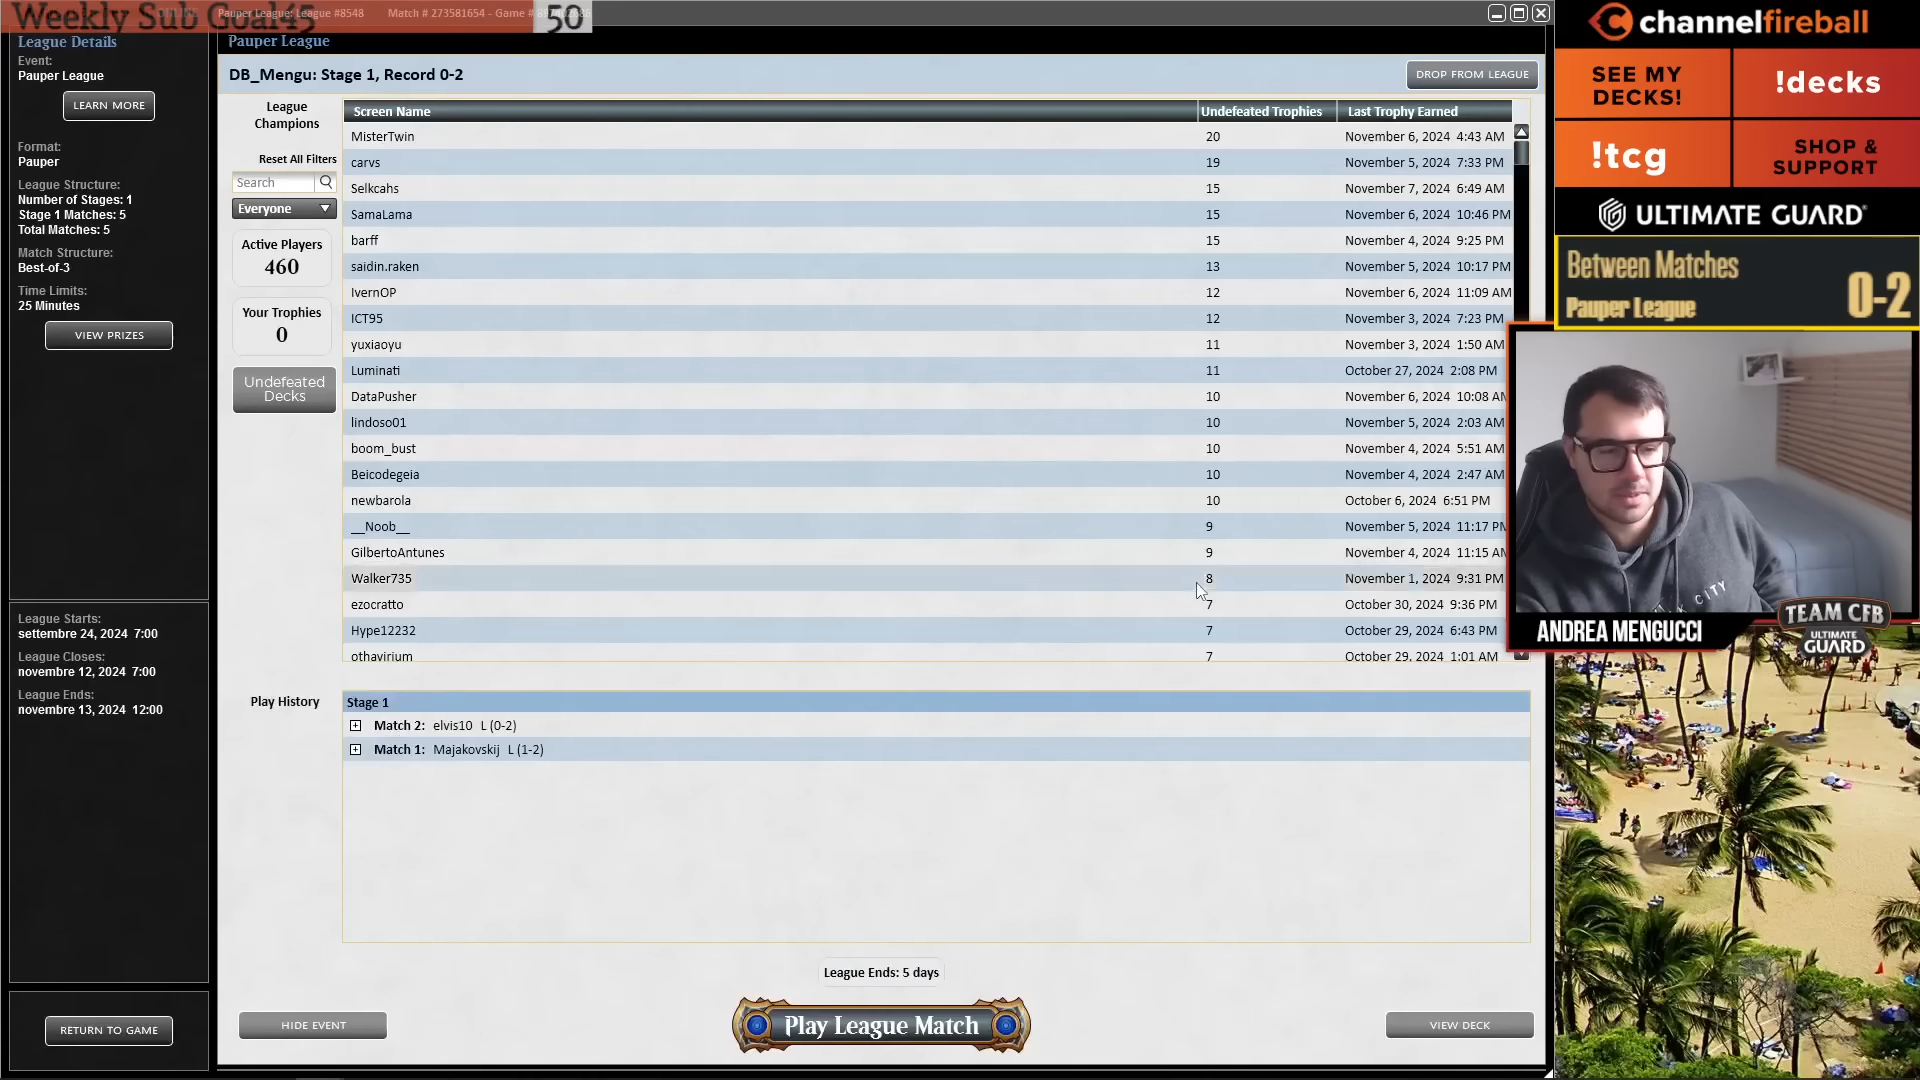 Weekly Sub Goal 45
50
Pauper League: League #8548
Match # 273581654 - Game #
League Details
Event:
Pauper League
LEARN MORE
Format:
Pauper
League Structure:
Number of Stages: 1
Stage 1 Matches: 5
Total Matches: 5
Match Structure:
Best-of-3
Time Limits:
25 Minutes
VIEW PRIZES
League Starts:
settembre 24, 2024 7:00
League Closes:
novembre 12, 2024 7:00
League Ends:
novembre 13, 2024 12:00
RETURN TO GAME
Pauper League
DB_Mengu: Stage 1, Record 0-2
DROP FROM LEAGUE
League
Champions
Reset All Filters
Search
Everyone
Active Players
460
Your Trophies
0
Undefeated
Decks
Screen Name Undefeated Trophies Last Trophy Earned
MisterTwin 20 November 6, 2024 4:43 AM
carvs 19 November 5, 2024 7:33 PM
Selkcahs 15 November 7, 2024 6:49 AM
SamaLama 15 November 6, 2024 10:46 PM
barff 15 November 4, 2024 9:25 PM
saidin.raken 13 November 5, 2024 10:17 PM
IvernOP 12 November 6, 2024 11:09 AM
ICT95 12 November 3, 2024 7:23 PM
yuxiaoyu 11 November 3, 2024 1:50 AM
Luminati 11 October 27, 2024 2:08 PM
DataPusher 10 November 6, 2024 10:08 AM
lindoso01 10 November 5, 2024 2:03 AM
boom_bust 10 November 4, 2024 5:51 AM
Beicodegeia 10 November 4, 2024 2:47 AM
newbarola 10 October 6, 2024 6:51 PM
__Noob__ 9 November 5, 2024 11:17 PM
GilbertoAntunes 9 November 4, 2024 11:15 AM
Walker735 8 November 1, 2024 9:31 PM
ezocratto 7 October 30, 2024 9:36 PM
Hype12232 7 October 29, 2024 6:43 PM
othavirium 7 October 29, 2024 1:01 AM
Play History
Stage 1
Match 2: elvis10 L (0-2)
Match 1: Majakovskij L (1-2)
League Ends: 5 days
HIDE EVENT
Play League Match
VIEW DECK
channelfireball
SEE MY
DECKS!
!decks
!tcg
SHOP &
SUPPORT
ULTIMATE GUARD
Between Matches
Pauper League
0-2
CITY
ANDREA MENGUCCI
TEAM CFB
ULTIMATE
GUARD